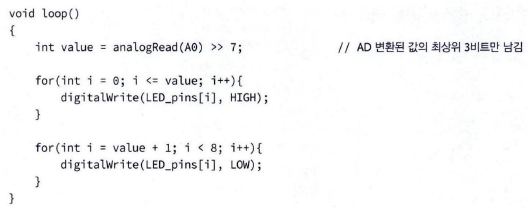 void loop()
{
    int value = analogRead(A0) >> 7;                // AD 변환된 값의 최상위 3비트만 남김

    for(int i = 0; i <= value; i++){
        digitalWrite(LED_pins[i], HIGH);
    }

    for(int i = value + 1; i < 8; i++){
        digitalWrite(LED_pins[i], LOW);
    }
}